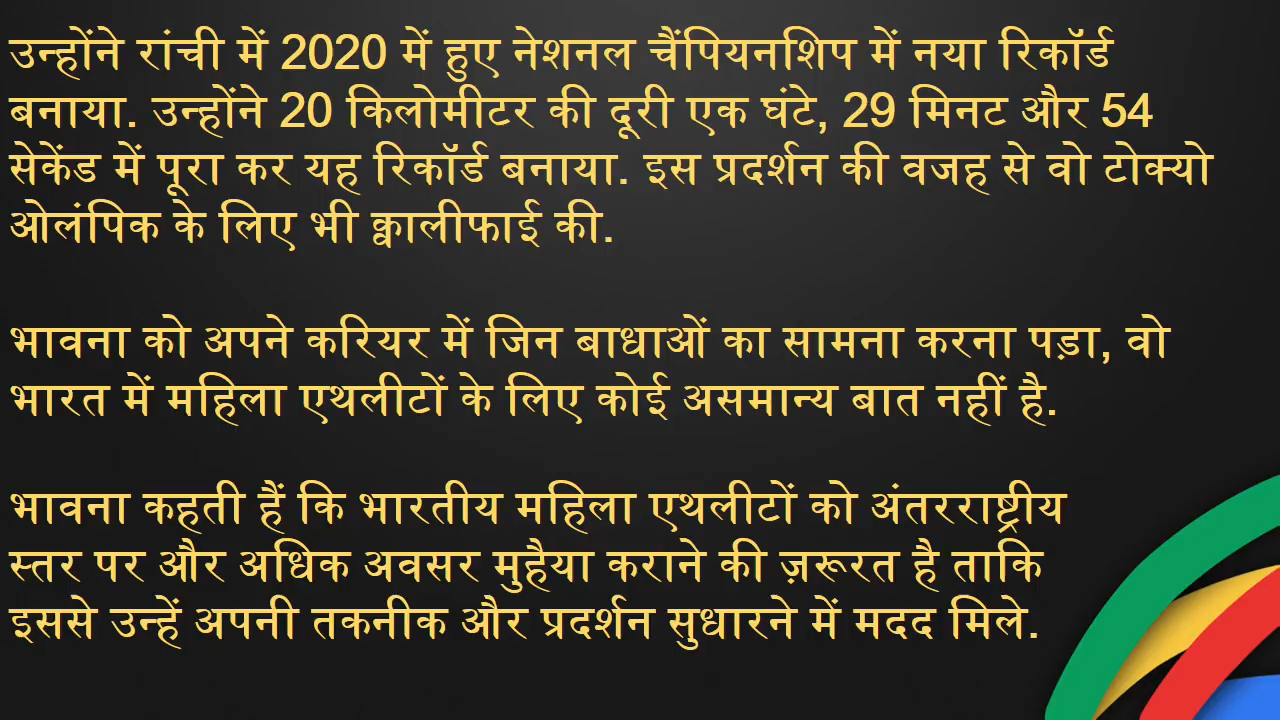 उन्होंने रांची में 2020 में हुए नेशनल चैंपियनशिप में नया रिकॉर्ड
बनाया. उन्होंने 20 किलोमीटर की दूरी एक घंटे, 29 मिनट और 54
सेकेंड में पूरा कर यह रिकॉर्ड बनाया. इस प्रदर्शन की वजह से वो टोक्यो
ओलंपिक के लिए भी क्वालीफाई की.
भावना को अपने करियर में जिन बाधाओं का सामना करना पड़ा, वो
भारत में महिला एथलीटों के लिए कोई असमान्य बात नहीं है.
भावना कहती हैं कि भारतीय महिला एथलीटों को अंतरराष्ट्रीय
स्तर पर और अधिक अवसर मुहैया कराने की ज़रूरत है ताकि
इससे उन्हें अपनी तकनीक और प्रदर्शन सुधारने में मदद मिले.